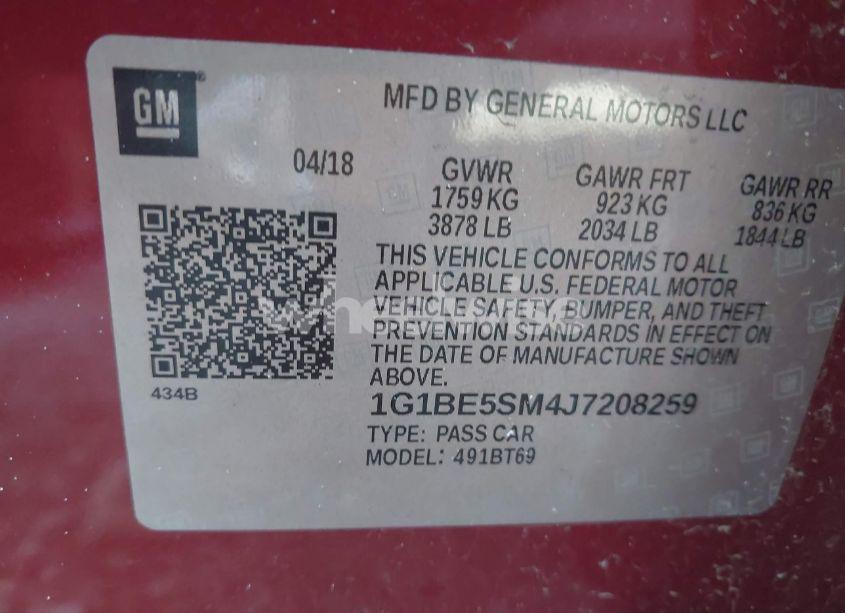 GM
MFD BY GENERAL MOTORS LLC
04/18
GVWR
1759 KG
3878 LB
GAWR FRT
923 KG
2034 LB
GAWR RR
836 KG
1844 LB
THIS VEHICLE CONFORMS TO ALL
APPLICABLE U.S. FEDERAL MOTOR
VEHICLE SAFETY, BUMPER, AND THEFT
PREVENTION STANDARDS IN EFFECT ON
THE DATE OF MANUFACTURE SHOWN
ABOVE.
434B
1G1BE5SM4J7208259
TYPE: PASS CAR
MODEL: 491BT69